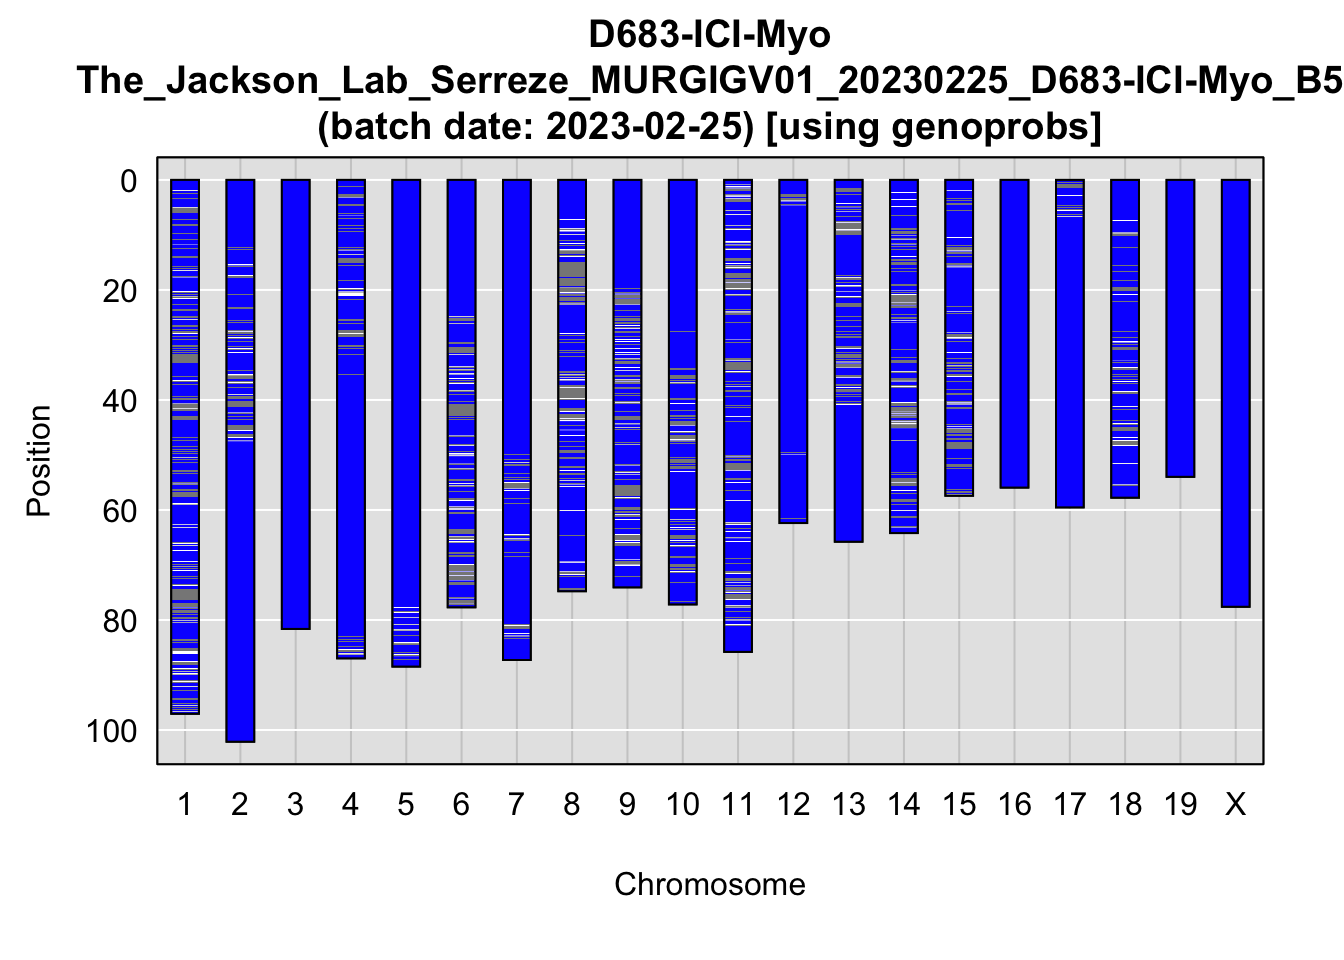 D683-ICI-Myo
The_Jackson_Lab_Serreze_MURGIGV01_20230225_D683-ICI-Myo_B5
(batch date: 2023-02-25) [using genoprobs]
0
20
40
60
80
100
Position
1 2 3 4 5 6 7 8 9 10 11 12 13 14 15 16 17 18 19 X
Chromosome